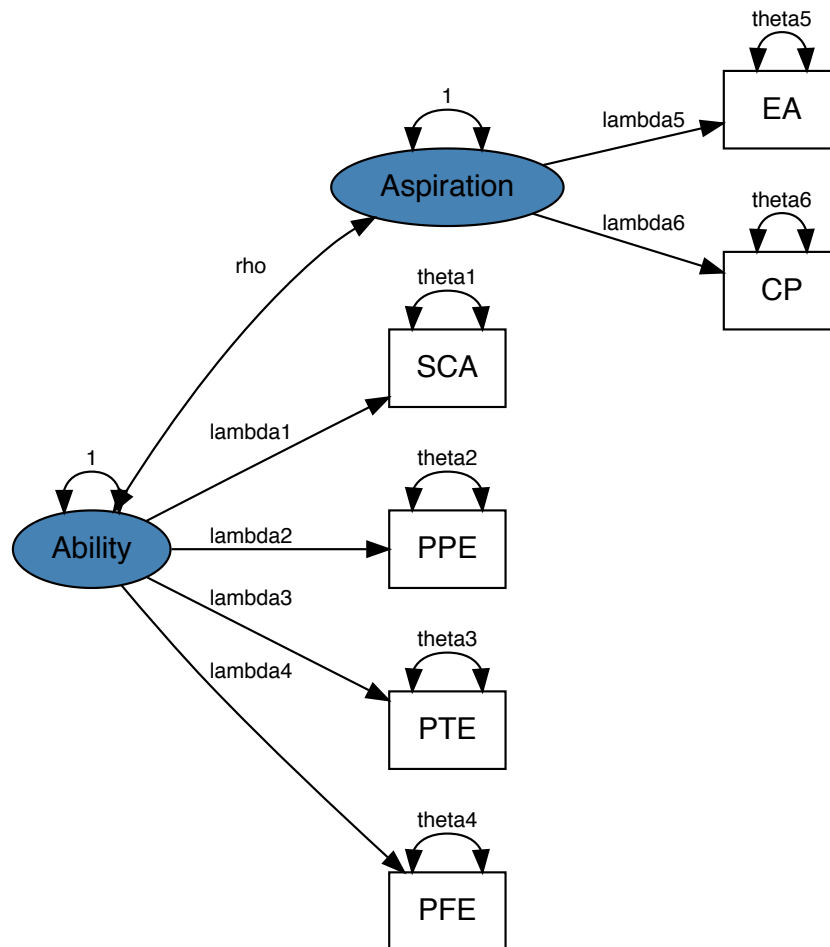 theta5
EA
lambda5
1
Aspiration
theta6
lambda6
CP
rho
theta1
SCA
lambda1
1
theta2
Ability
lambda2
PPE
lambda3
theta3
lambda4
PTE
theta4
PFE